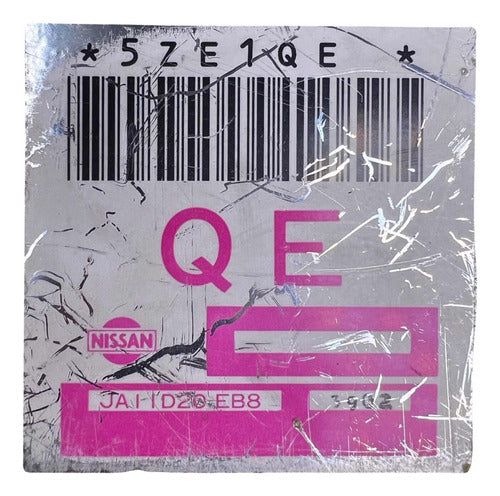 *5ZE1QE *
QE
NISSAN
JA11D20-EB8 3902